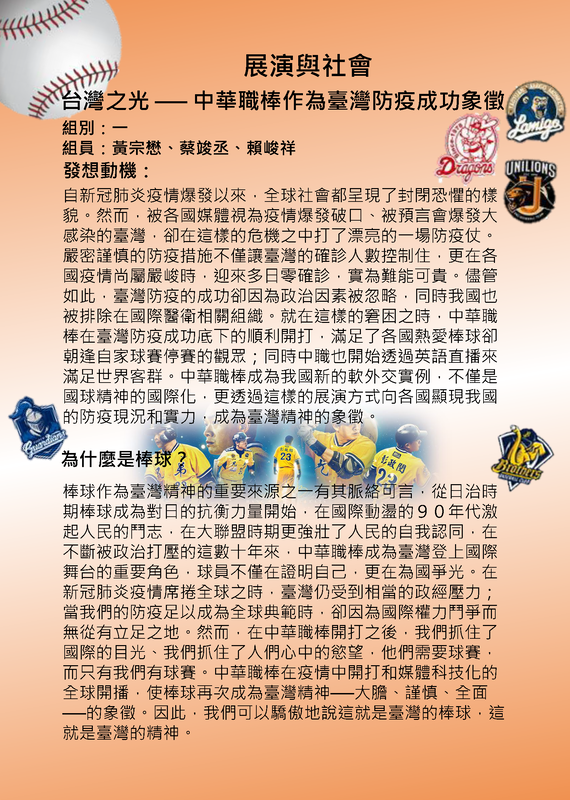 展演與社會
台灣之光 —— 中華職棒作為臺灣防疫成功象徵
組別：一
組員：黃宗懋、蔡竣丞、賴峻祥
發想動機：
自新冠肺炎疫情爆發以來，全球社會都呈現了封閉恐懼的樣
貌。然而，被各國媒體視為疫情爆發破口、被預言會爆發大
感染的臺灣，卻在這樣的危機之中打了漂亮的一場防疫仗。
嚴密謹慎的防疫措施不僅讓臺灣的確診人數控制住，更在各
國疫情尚屬嚴峻時，迎來多日零確診，實為難能可貴。儘管
如此，臺灣防疫的成功卻因為政治因素被忽略，同時我國也
被排除在國際醫衛相關組織。就在這樣的窘困之時，中華職
棒在臺灣防疫成功底下的順利開打，滿足了各國熱愛棒球卻
朝逢自家球賽停賽的觀眾；同時中職也開始透過英語直播來
滿足世界客群。中華職棒成為我國新的軟外交實例，不僅是
國球精神的國際化，更透過這樣的展演方式向各國顯現我國
的防疫現況和實力，成為臺灣精神的象徵。
為什麼是棒球？
棒球作為臺灣精神的重要來源之一有其脈絡可言，從日治時
期棒球成為對日的抗衡力量開始，在國際動盪的９０年代激
起人民的鬥志，在大聯盟時期更強壯了人民的自我認同，在
不斷被政治打壓的這數十年來，中華職棒成為臺灣登上國際
舞台的重要角色，球員不僅在證明自己，更在為國爭光。在
新冠肺炎疫情席捲全球之時，臺灣仍受到相當的政經壓力；
當我們的防疫足以成為全球典範時，卻因為國際權力鬥爭而
無從有立足之地。然而，在中華職棒開打之後，我們抓住了
國際的目光、我們抓住了人們心中的慾望，他們需要球賽，
而只有我們有球賽。中華職棒在疫情中開打和媒體科技化的
全球開播，使棒球再次成為臺灣精神──大膽、謹慎、全面
──的象徵。因此，我們可以驕傲地說這就是臺灣的棒球，這
就是臺灣的精神。
Lamigo
Dragons
UNILIONS
Guardians
Brothers
23
23
彭政閔